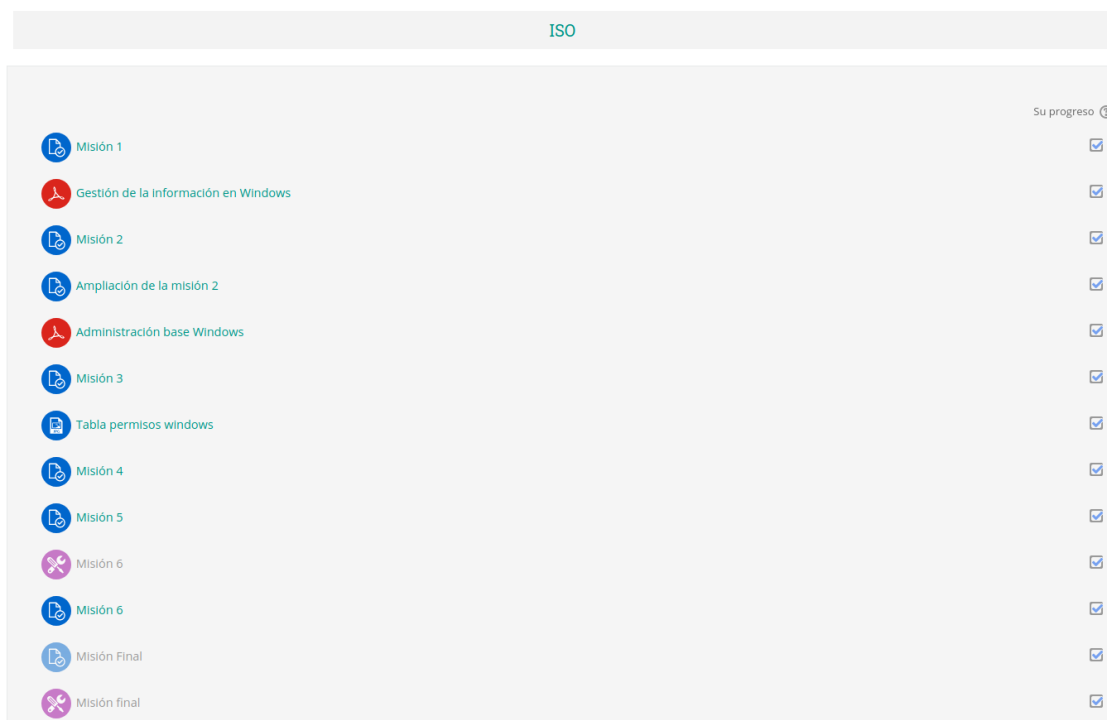 ISO
Su progreso
Misión 1
Gestión de la información en Windows
Misión 2
Ampliación de la misión 2
Administración base Windows
Misión 3
Tabla permisos windows
Misión 4
Misión 5
Misión 6
Misión 6
Misión Final
Misión final